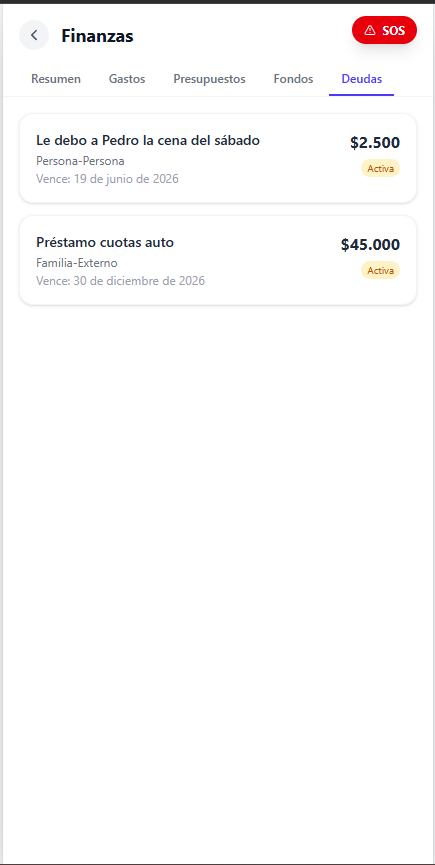 Finanzas
SOS
Resumen
Gastos
Presupuestos
Fondos
Deudas
Le debo a Pedro la cena del sábado
$2.500
Persona-Persona
Activa
Vence: 19 de junio de 2026
Préstamo cuotas auto
$45.000
Familia-Externo
Activa
Vence: 30 de diciembre de 2026